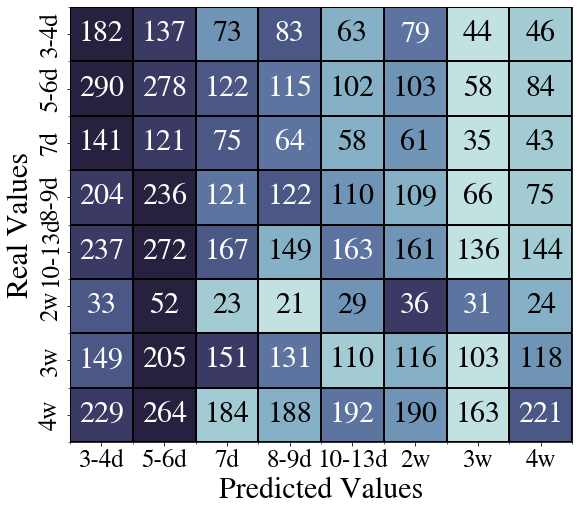 Real Values
3-4d 182 137 73 83 63 79 44 46
5-6d 290 278 122 115 102 103 58 84
7d 141 121 75 64 58 61 35 43
8-9d 204 236 121 122 110 109 66 75
10-13d 237 272 167 149 163 161 136 144
2w 33 52 23 21 29 36 31 24
3w 149 205 151 131 110 116 103 118
4w 229 264 184 188 192 190 163 221
3-4d 5-6d 7d 8-9d 10-13d 2w 3w 4w
Predicted Values